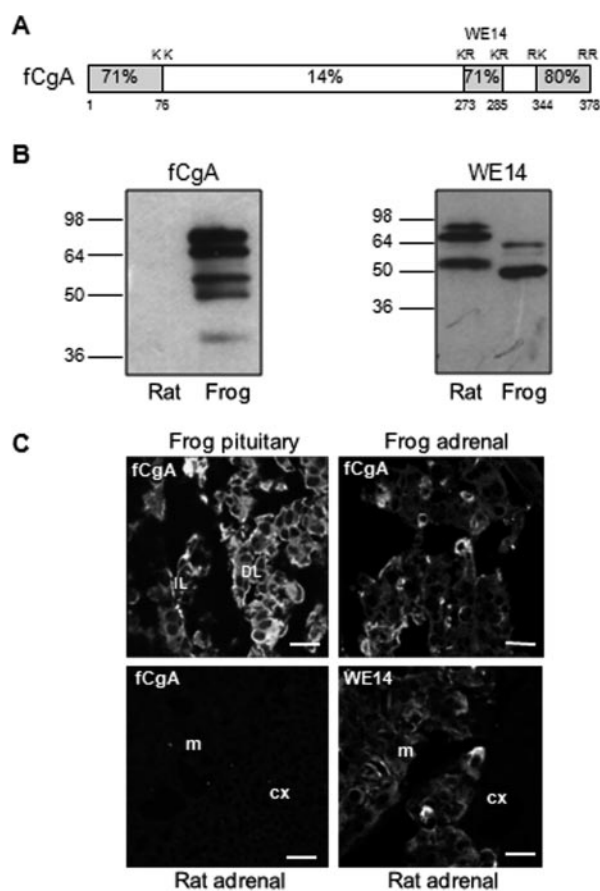 A
WE14
KK KR KR RK RR
fCgA 71% 14% 71% 80%
1 76 273 285 344 378
B
fCgA WE14
98 98
64 64
50 50
36 36
Rat Frog Rat Frog
C
Frog pituitary Frog adrenal
fCgA fCgA
IL DL
fCgA WE14
m m
cx cx
Rat adrenal Rat adrenal